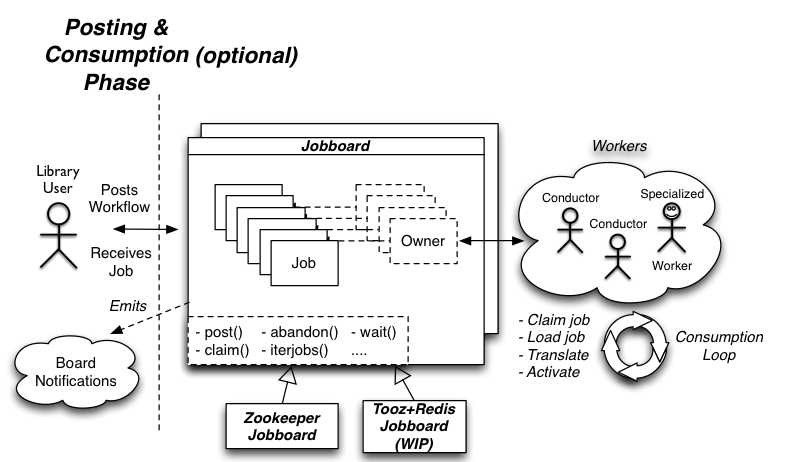 Posting &
Consumption (optional)
Phase
Jobboard
Workers
Library
User
Posts
Workflow
Receives
Job
Job
Owner
Conductor
Conductor
Specialized
Worker
Emits
Board
Notifications
- post() - abandon() - wait()
- claim() - iterjobs() ....
- Claim job
- Load job
- Translate
- Activate
Consumption
Loop
Zookeeper
Jobboard
Tooz+Redis
Jobboard
(WIP)